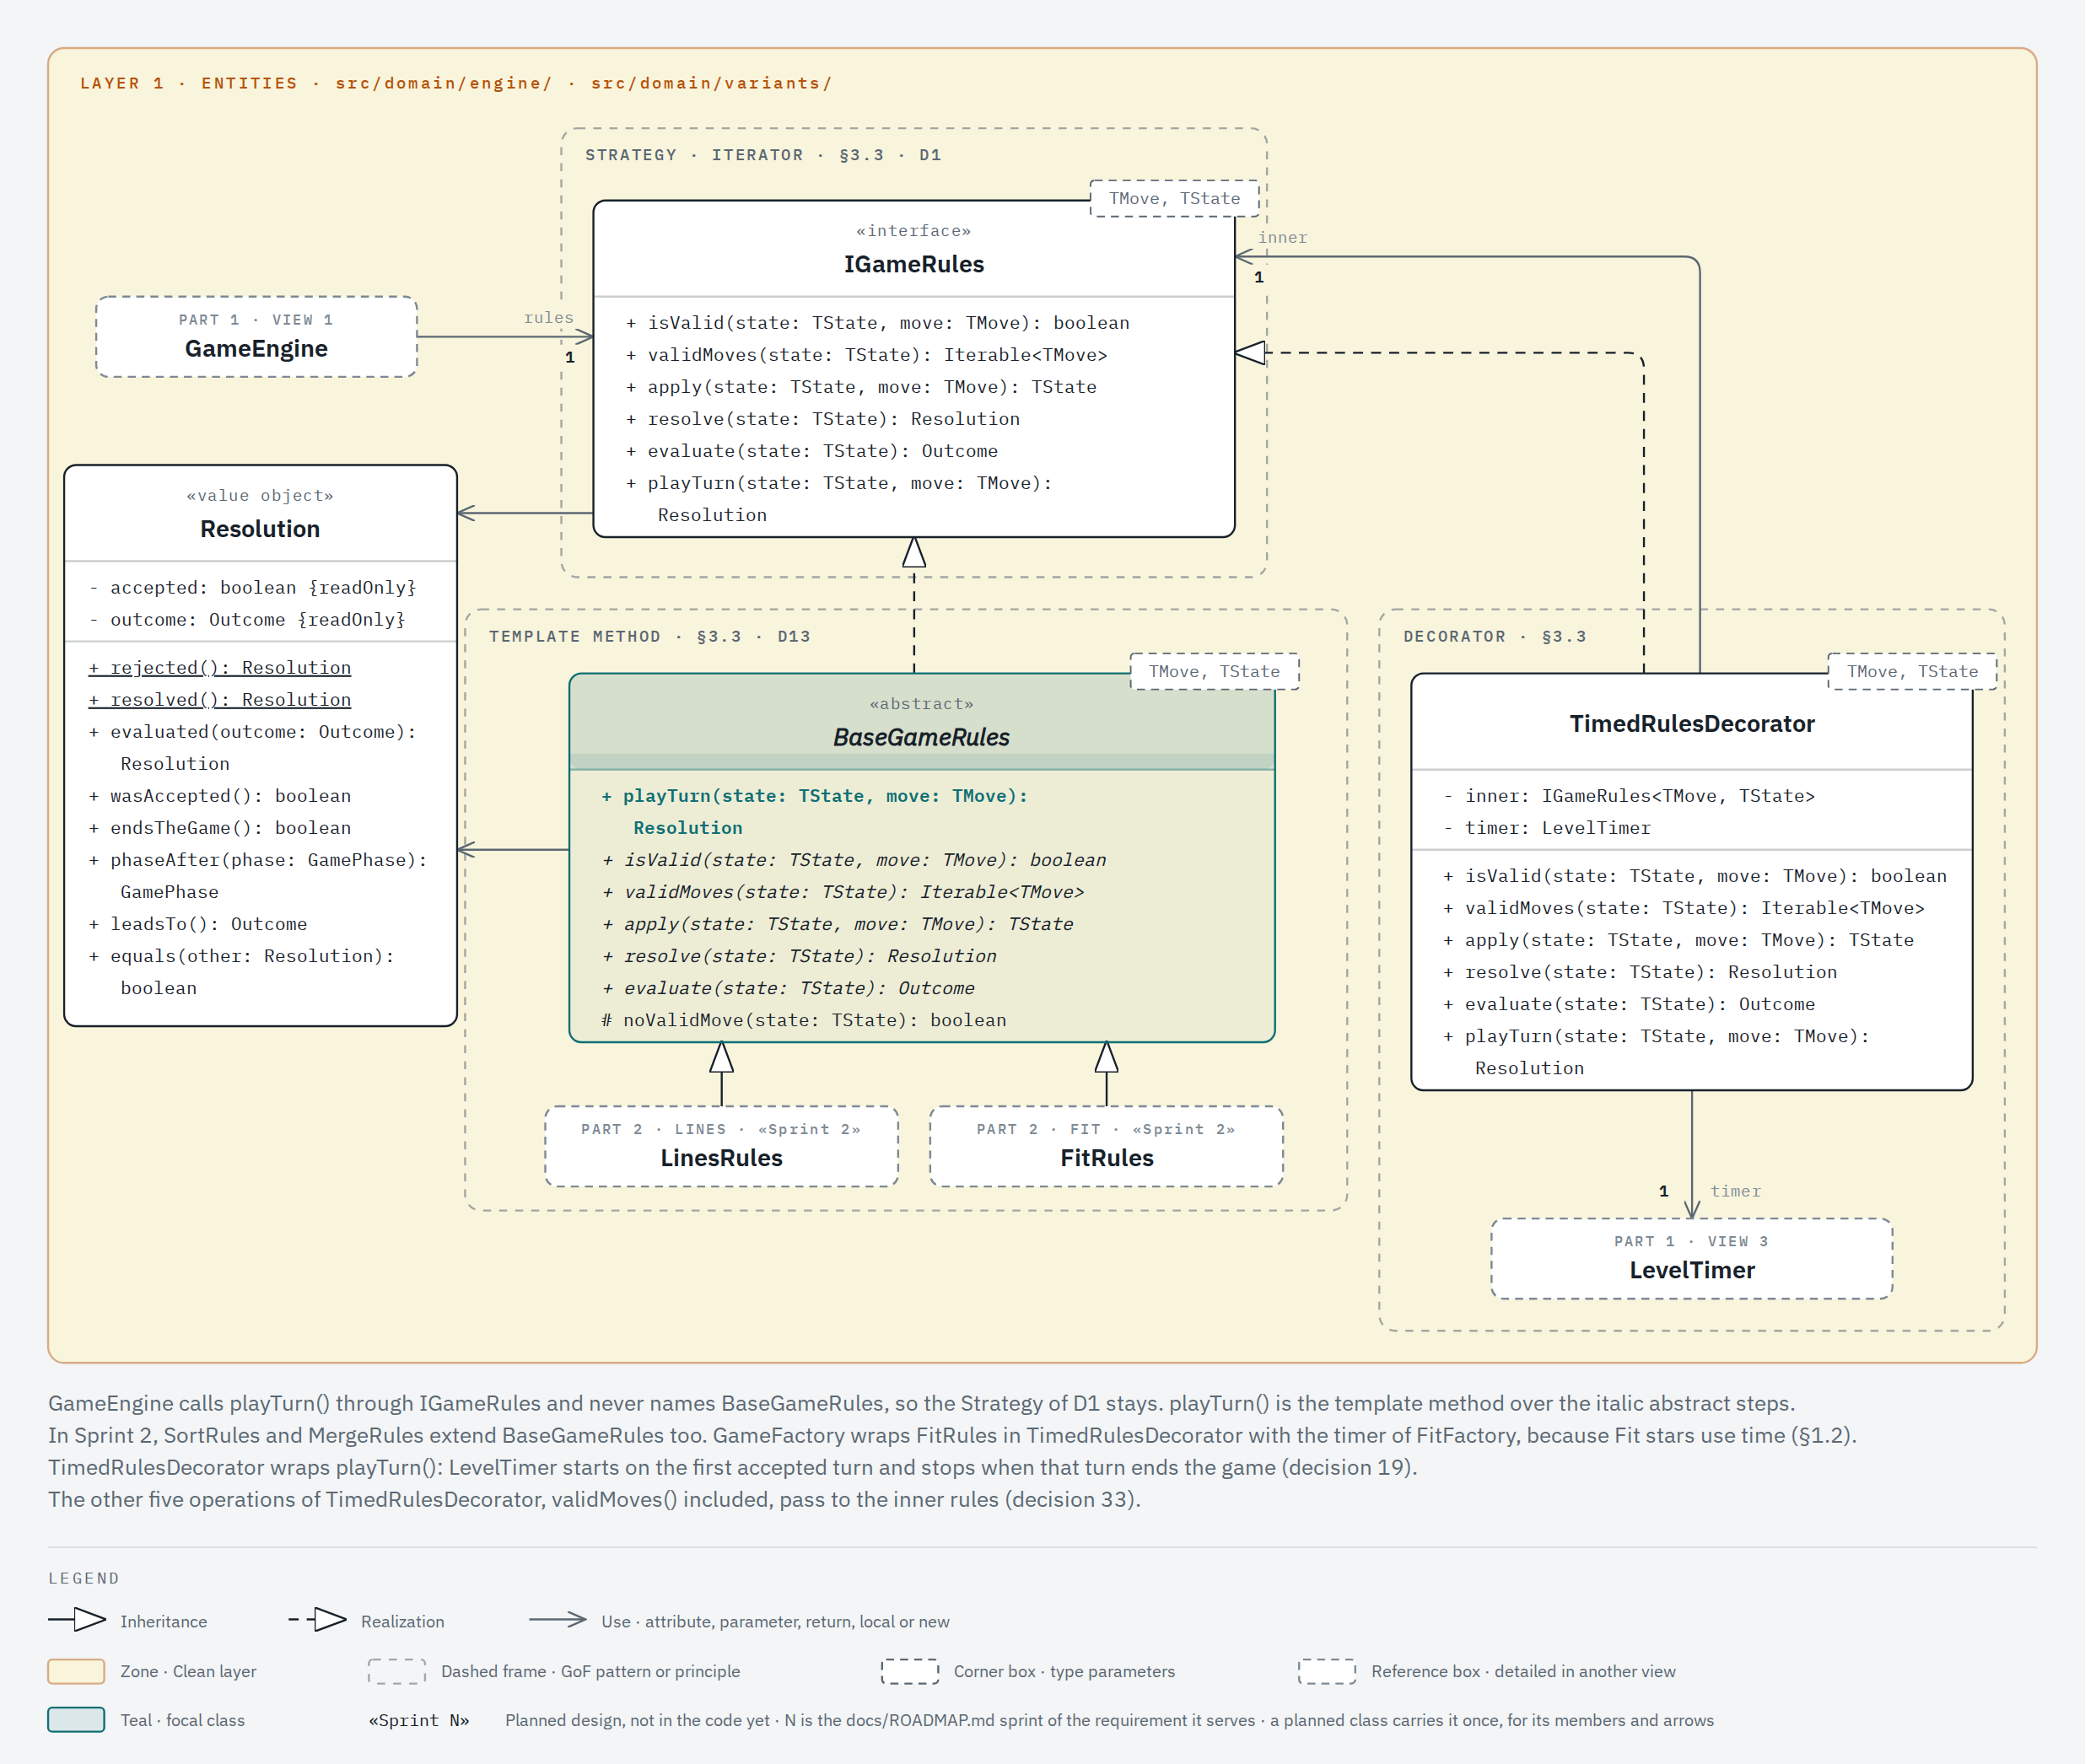 LAYER 1 · ENTITIES · src/domain/engine/ · src/domain/variants/
STRATEGY · ITERATOR · §3.3 · D1
TMove, TState
«interface»
IGameRules
+ isValid(state: TState, move: TMove): boolean
+ validMoves(state: TState): Iterable<TMove>
+ apply(state: TState, move: TMove): TState
+ resolve(state: TState): Resolution
+ evaluate(state: TState): Outcome
+ playTurn(state: TState, move: TMove):
Resolution
inner
1
PART 1 · VIEW 1
GameEngine
rules
1
«value object»
Resolution
- accepted: boolean {readOnly}
- outcome: Outcome {readOnly}
+ rejected(): Resolution
+ resolved(): Resolution
+ evaluated(outcome: Outcome):
Resolution
+ wasAccepted(): boolean
+ endsTheGame(): boolean
+ phaseAfter(phase: GamePhase):
GamePhase
+ leadsTo(): Outcome
+ equals(other: Resolution):
boolean
TEMPLATE METHOD · §3.3 · D13
TMove, TState
«abstract»
BaseGameRules
+ playTurn(state: TState, move: TMove):
Resolution
+ isValid(state: TState, move: TMove): boolean
+ validMoves(state: TState): Iterable<TMove>
+ apply(state: TState, move: TMove): TState
+ resolve(state: TState): Resolution
+ evaluate(state: TState): Outcome
# noValidMove(state: TState): boolean
PART 2 · LINES · «Sprint 2»
LinesRules
PART 2 · FIT · «Sprint 2»
FitRules
DECORATOR · §3.3
TMove, TState
TimedRulesDecorator
- inner: IGameRules<TMove, TState>
- timer: LevelTimer
+ isValid(state: TState, move: TMove): boolean
+ validMoves(state: TState): Iterable<TMove>
+ apply(state: TState, move: TMove): TState
+ resolve(state: TState): Resolution
+ evaluate(state: TState): Outcome
+ playTurn(state: TState, move: TMove):
Resolution
1 timer
PART 1 · VIEW 3
LevelTimer
GameEngine calls playTurn() through IGameRules and never names BaseGameRules, so the Strategy of D1 stays. playTurn() is the template method over the italic abstract steps.
In Sprint 2, SortRules and MergeRules extend BaseGameRules too. GameFactory wraps FitRules in TimedRulesDecorator with the timer of FitFactory, because Fit stars use time (§1.2).
TimedRulesDecorator wraps playTurn(): LevelTimer starts on the first accepted turn and stops when that turn ends the game (decision 19).
The other five operations of TimedRulesDecorator, validMoves() included, pass to the inner rules (decision 33).
LEGEND
Inheritance
Realization
Use · attribute, parameter, return, local or new
Zone · Clean layer
Dashed frame · GoF pattern or principle
Corner box · type parameters
Reference box · detailed in another view
Teal · focal class
«Sprint N» Planned design, not in the code yet · N is the docs/ROADMAP.md sprint of the requirement it serves · a planned class carries it once, for its members and arrows